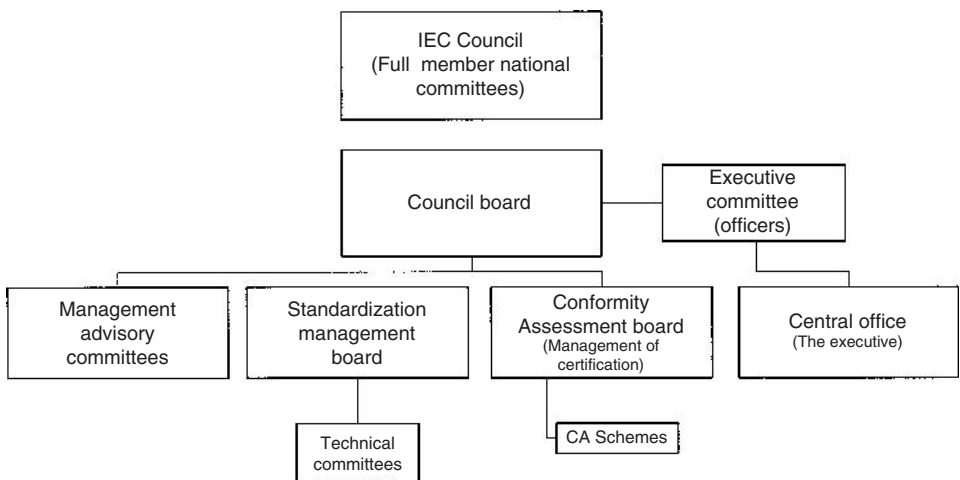 IEC Council
(Full member national
committees)
Council board
Executive
committee
(officers)
Management
advisory
committees
Standardization
management
board
Conformity
Assessment board
(Management of
certification)
Central office
(The executive)
Technical
committees
CA Schemes